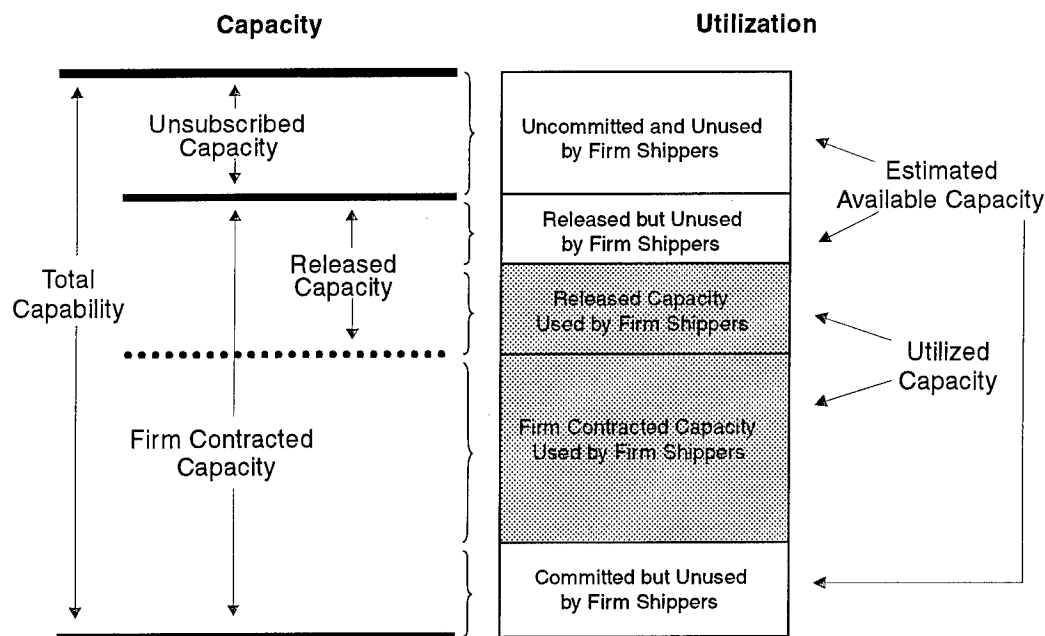 Capacity
Utilization
Unsubscribed
Capacity
Uncommitted and Unused
by Firm Shippers
Estimated
Available Capacity
Released but Unused
by Firm Shippers
Total
Capability
Released
Capacity
Released Capacity
Used by Firm Shippers
Utilized
Capacity
Firm Contracted
Capacity
Firm Contracted Capacity
Used by Firm Shippers
Committed but Unused
by Firm Shippers